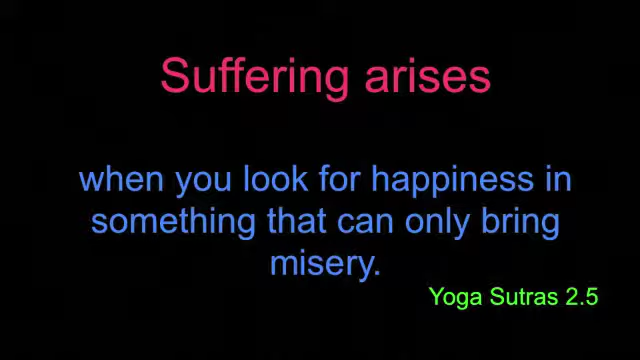 Suffering arises
when you look for happiness in
something that can only bring
misery.
Yoga Sutras 2.5